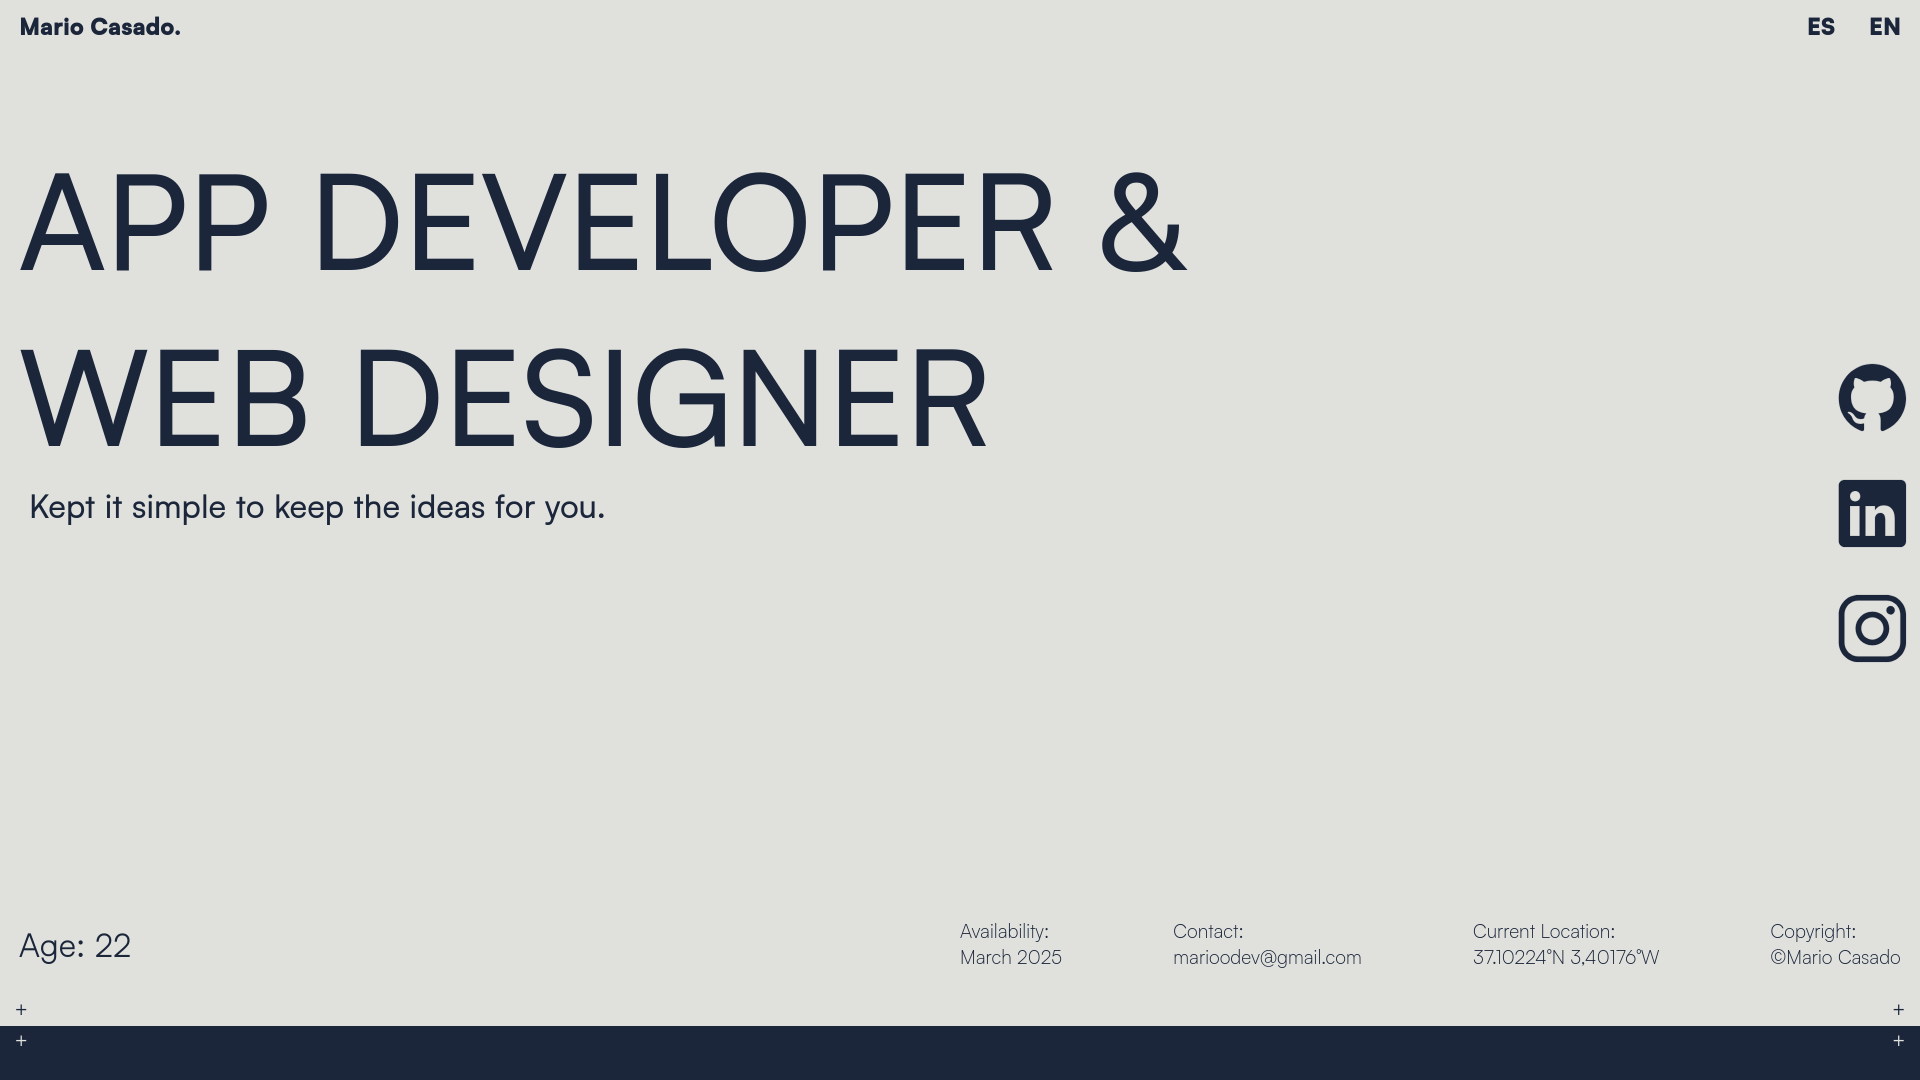 Mario Casado.
ES EN
APP DEVELOPER &
WEB DESIGNER
Kept it simple to keep the ideas for you.
in
Age: 22
Availability:
March 2025
Contact:
marioodev@gmail.com
Current Location:
37.10224°N 3,40176°W
Copyright:
©Mario Casado
+ +
+ +